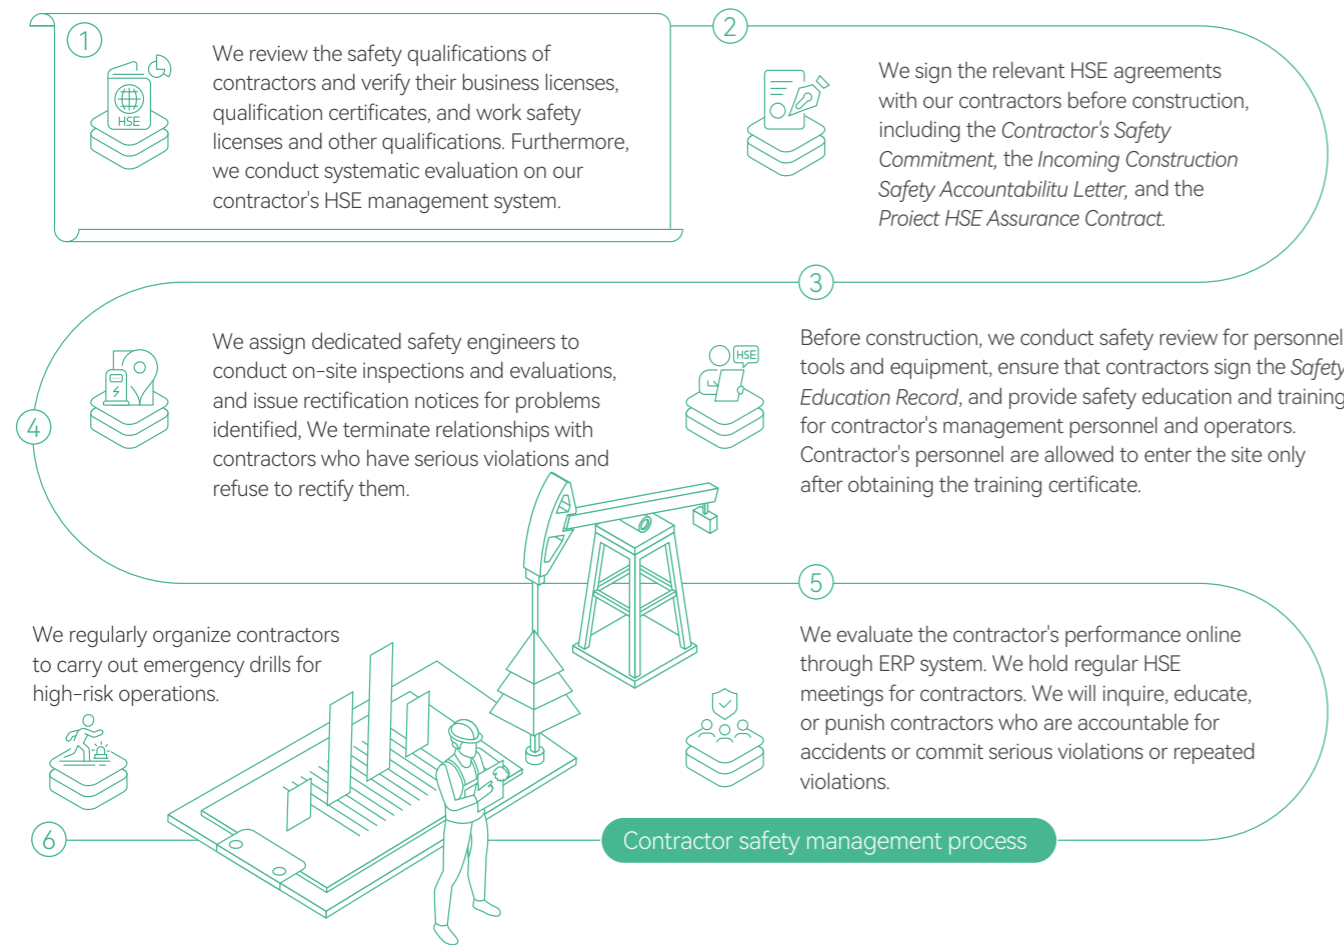 1
HSE
We review the safety qualifications of
contractors and verify their business licenses,
qualification certificates, and work safety
licenses and other qualifications. Furthermore,
we conduct systematic evaluation on our
contractor's HSE management system.
2
We sign the relevant HSE agreements
with our contractors before construction,
including the Contractor's Safety
Commitment, the Incoming Construction
Safety Accountabilitu Letter, and the
Proiect HSE Assurance Contract.
3
HSE
Before construction, we conduct safety review for personnel
tools and equipment, ensure that contractors sign the Safety
Education Record, and provide safety education and training
for contractor's management personnel and operators.
Contractor's personnel are allowed to enter the site only
after obtaining the training certificate.
4
We assign dedicated safety engineers to
conduct on-site inspections and evaluations,
and issue rectification notices for problems
identified, We terminate relationships with
contractors who have serious violations and
refuse to rectify them.
5
We evaluate the contractor's performance online
through ERP system. We hold regular HSE
meetings for contractors. We will inquire, educate,
or punish contractors who are accountable for
accidents or commit serious violations or repeated
violations.
We regularly organize contractors
to carry out emergency drills for
high-risk operations.
6
Contractor safety management process